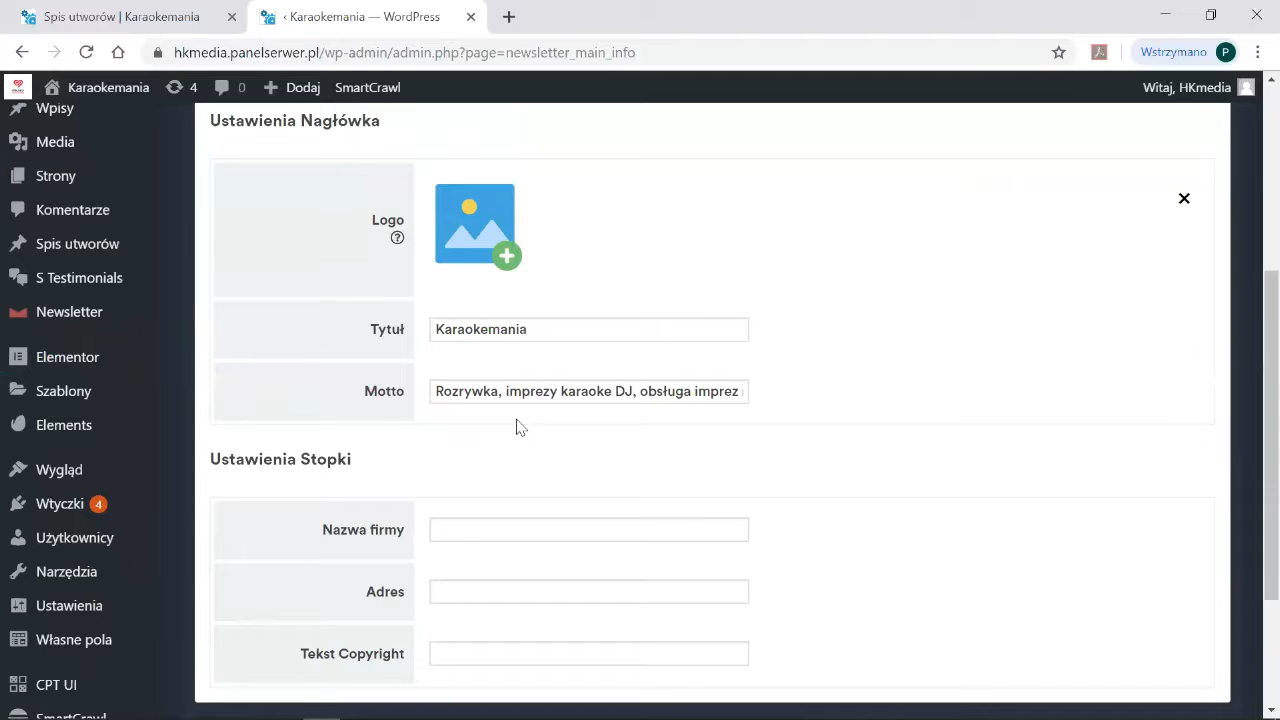 Spis utworów | Karaokemania
‹ Karaokemania — WordPress
hkmedia.panelserwer.pl/wp-admin/admin.php?page=newsletter_main_info
Wstrzymano
P
Karaokemania
4
0
Dodaj
SmartCrawl
Witaj, HKmedia
Wpisy
Media
Strony
Komentarze
Spis utworów
S Testimonials
Newsletter
Elementor
Szablony
Elements
Wygląd
Wtyczki 4
Użytkownicy
Narzędzia
Ustawienia
Własne pola
CPT UI
SmartCrawl
Ustawienia Nagłówka
Logo
Tytuł
Karaokemania
Motto
Rozrywka, imprezy karaoke DJ, obsługa imprez
Ustawienia Stopki
Nazwa firmy
Adres
Tekst Copyright